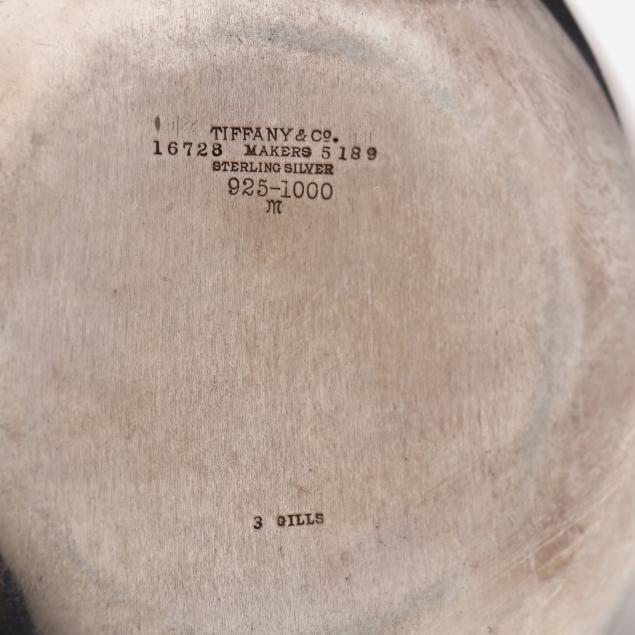 TIFFANY & Co.
16728 MAKERS 5189
STERLING SILVER
925-1000
M
3 GILLS